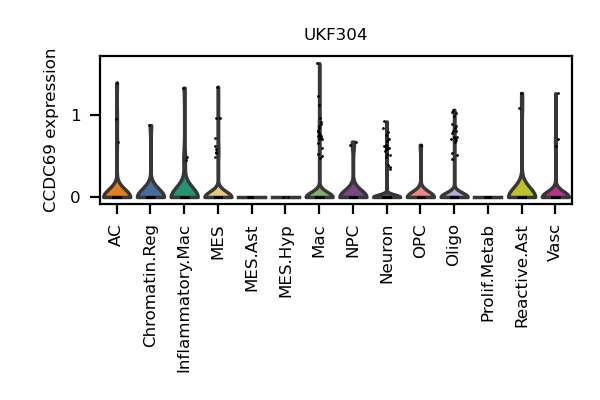 UKF304
CCDC69 expression
1
0
AC
Chromatin.Reg
Inflammatory.Mac
MES
MES.Ast
MES.Hyp
Mac
NPC
Neuron
OPC
Oligo
Prolif.Metab
Reactive.Ast
Vasc